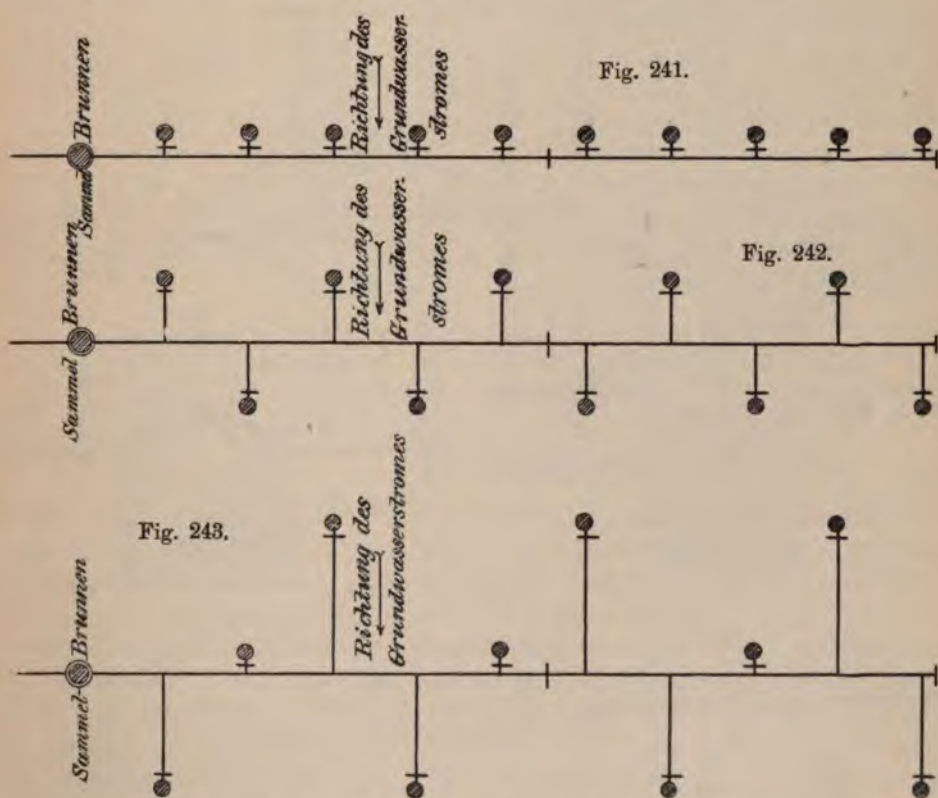 Fig. 241.
Sammel Brunnen
Richtung des
Grundwasser-
stromes
Fig. 242.
Sammel Brunnen
Richtung des
Grundwasser-
stromes
Fig. 243.
Sammel-Brunnen
Richtung des
Grundwasserstromes